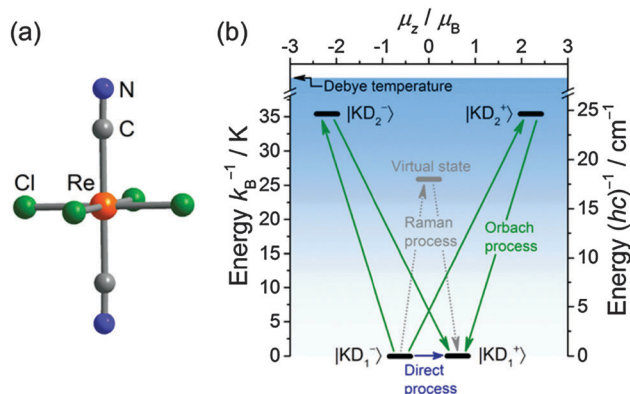 (a)
N
C
Cl
Re
(b)
μz / μB
-3 -2 -1 0 1 2 3
Debye temperature
|KD2⁻⟩
|KD2⁺⟩
Virtual state
Raman
process
Orbach
process
|KD1⁻⟩
|KD1⁺⟩
Direct
process
Energy kB⁻¹ / K
35
30
25
20
15
10
5
0
Energy (hc)⁻¹ / cm⁻¹
25
20
15
10
5
0